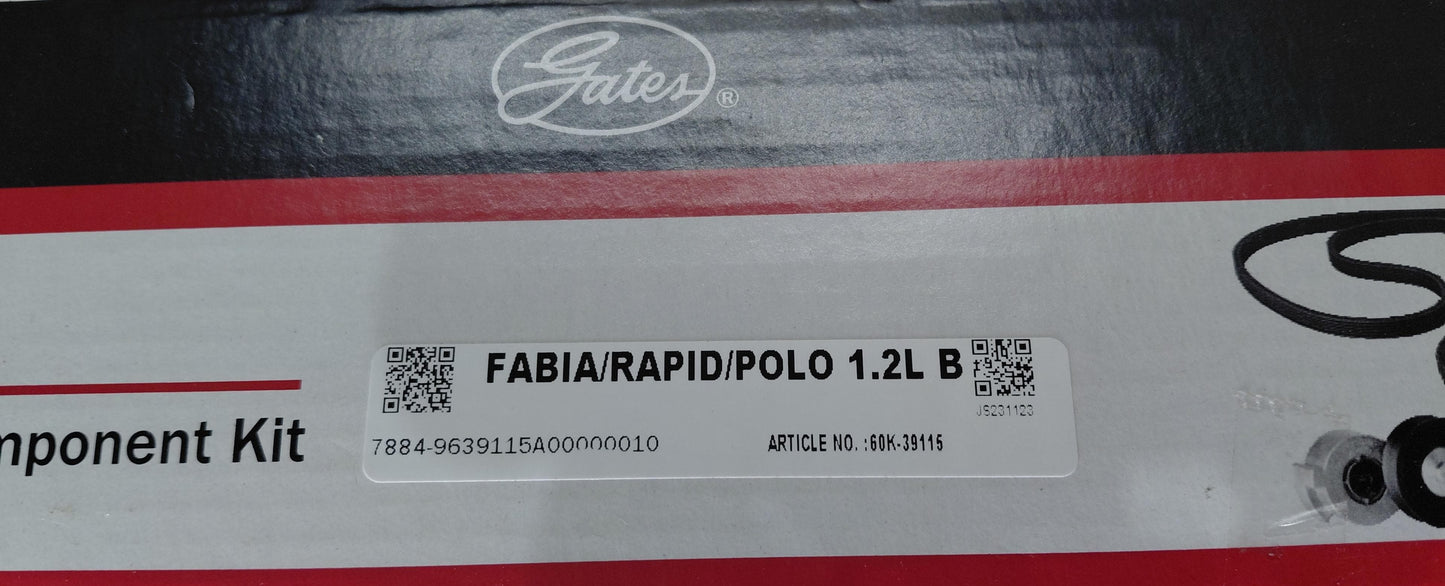 Gates ®
FABIA/RAPID/POLO 1.2L B
JS231123
7884-9639115A00000010
ARTICLE NO. :60K-39115
mponent Kit